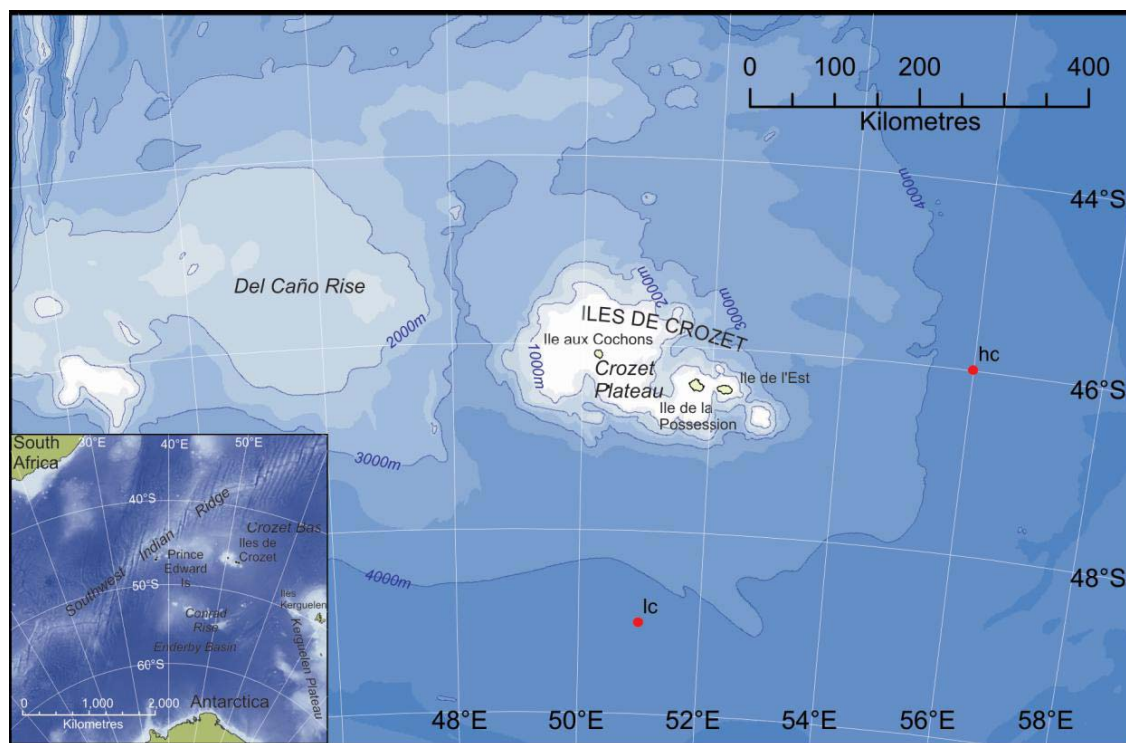 0 100 200 400
Kilometres
44°S
4000m
Del Caño Rise
2000m
3000m
ILES DE CROZET
2000m
Ile aux Cochons
1000m
hc
Crozet
Plateau
Ile de l'Est
46°S
Ile de la
Possession
3000m
South
Africa
30°E
40°E
50°E
40°S
Ridge
Crozet Bas
Iles de
Crozet
Indian
Prince
Edward
Is
50°S
Southwest
Iles
Kerguelen
Conrad
Rise
Enderby Basin
Kerguelen Plateau
60°S
Antarctica
0 1,000 2,000
Kilometres
4000m
48°S
lc
48°E 50°E 52°E 54°E 56°E 58°E